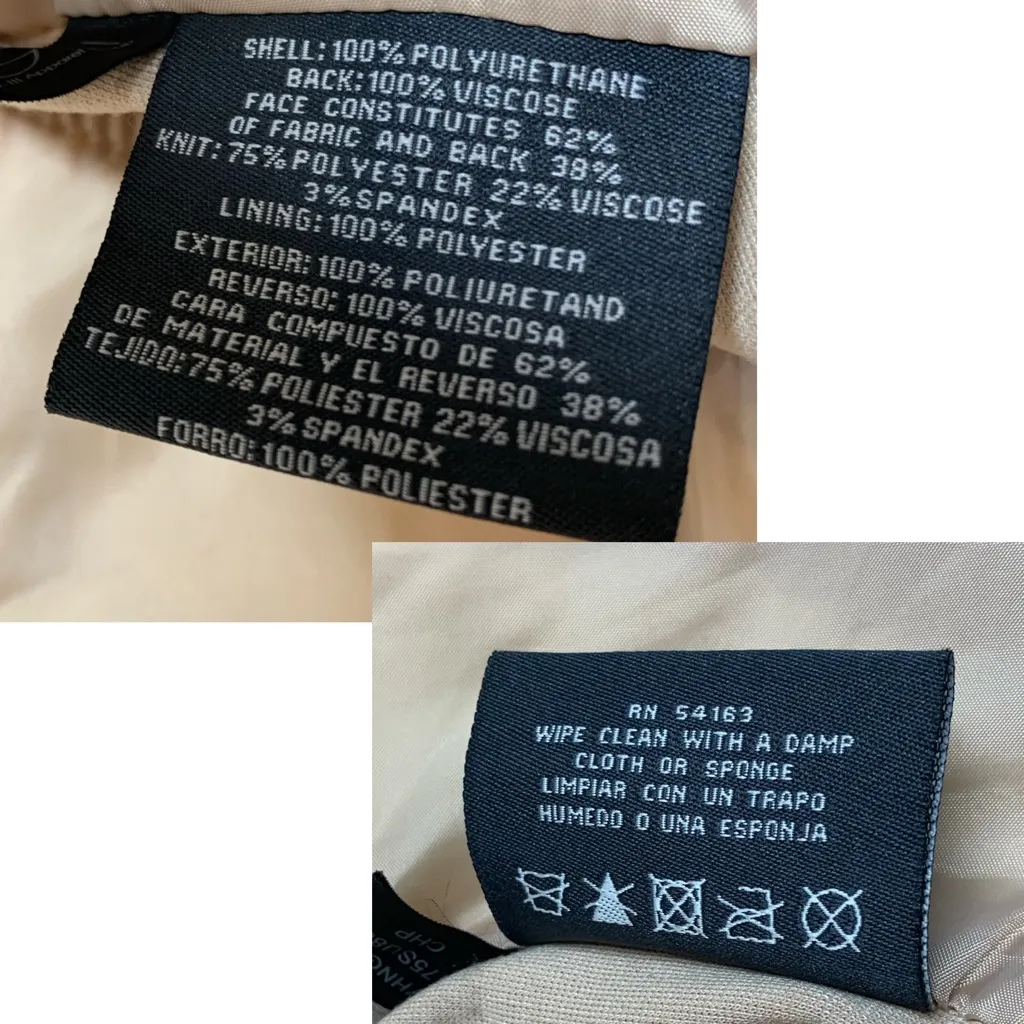 SHELL: 100% POLYURETHANE
BACK: 100% VISCOSE
FACE CONSTITUTES 62%
OF FABRIC AND BACK 38%
KNIT: 75% POLYESTER 22% VISCOSE
3% SPANDEX
LINING: 100% POLYESTER
EXTERIOR: 100% POLIURETAND
REVERSO: 100% VISCOSA
CARA COMPUESTO DE 62%
DE MATERIAL Y EL REVERSO 38%
TEJIDO: 75% POLIESTER 22% VISCOSA
3% SPANDEX
FORRO: 100% POLIESTER
Apparel
RN 54163
WIPE CLEAN WITH A DAMP
CLOTH OR SPONGE
LIMPIAR CON UN TRAPO
HUMEDO O UNA ESPONJA
CHP